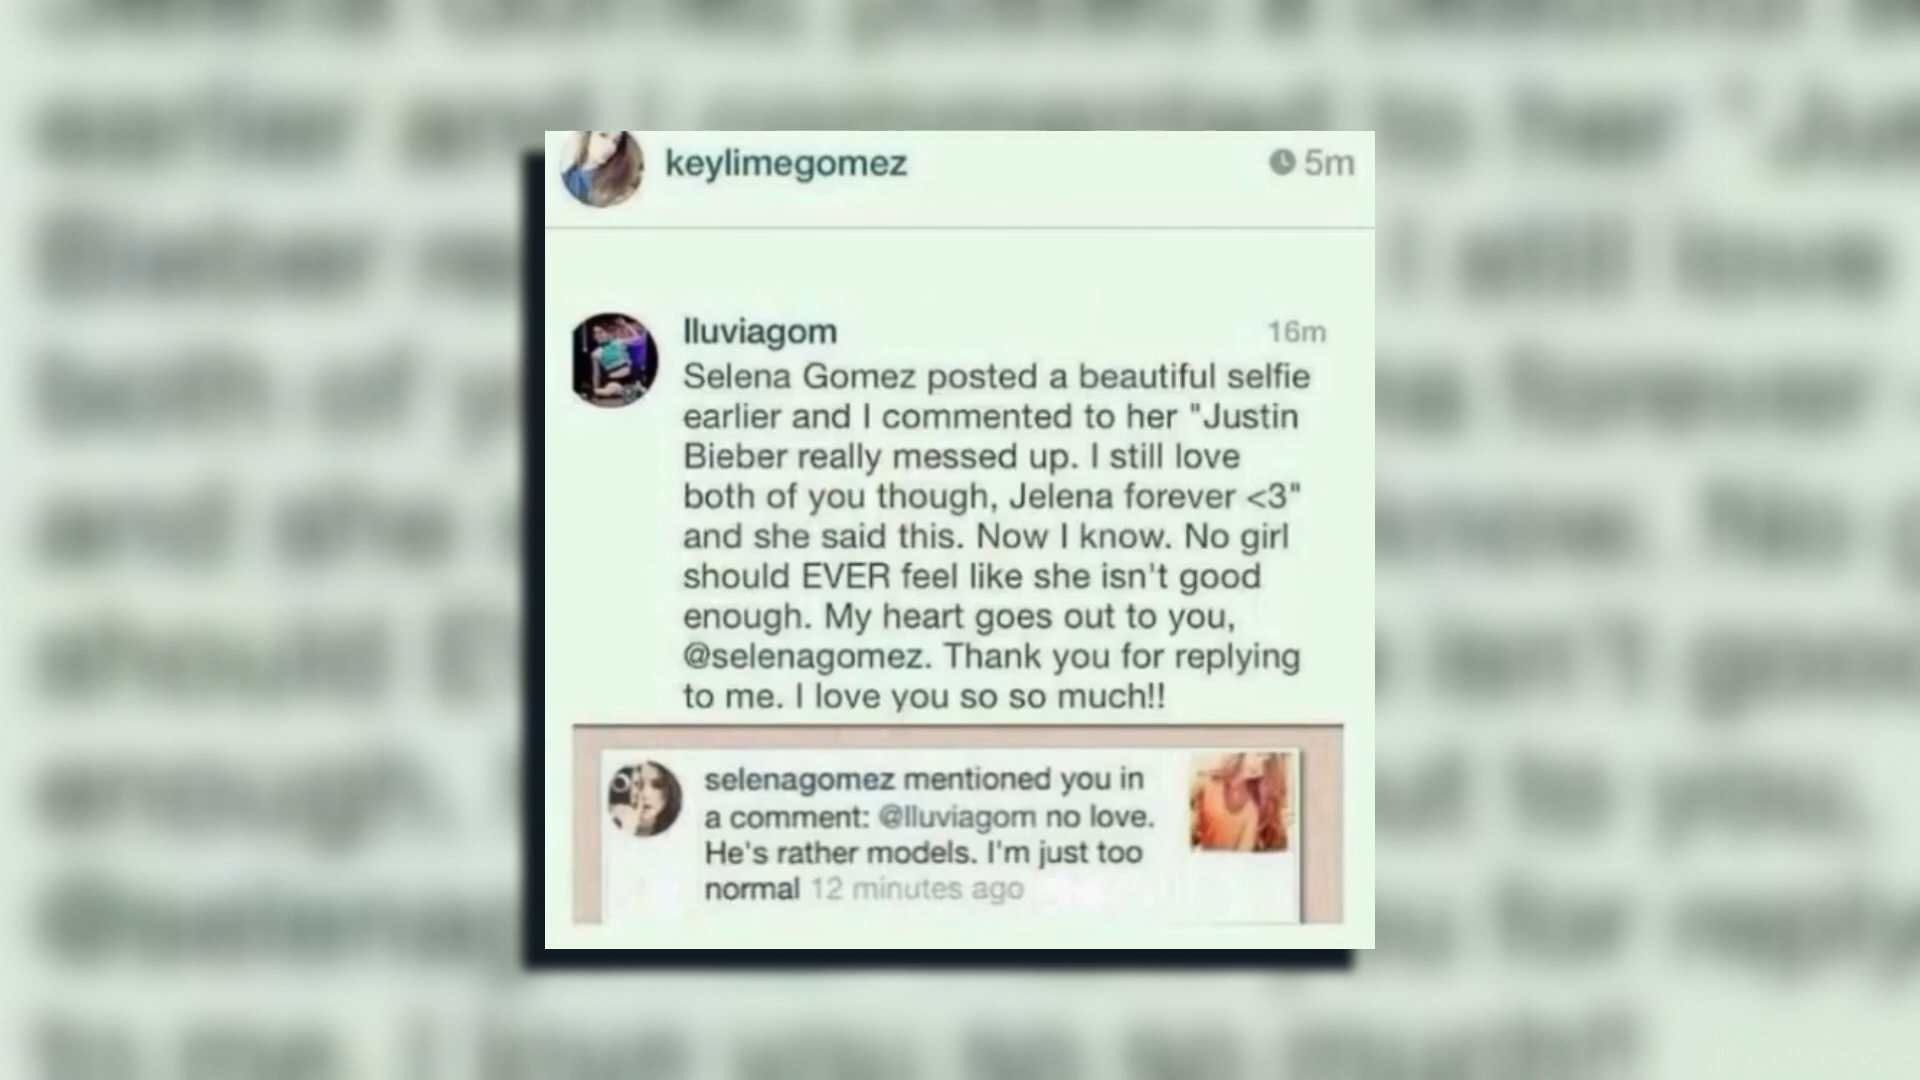 keylimegomez
5m
lluviagom
16m
Selena Gomez posted a beautiful selfie
earlier and I commented to her "Justin
Bieber really messed up. I still love
both of you though, Jelena forever <3"
and she said this. Now I know. No girl
should EVER feel like she isn't good
enough. My heart goes out to you,
@selenagomez. Thank you for replying
to me. I love you so so much!!
selenagomez mentioned you in
a comment: @lluviagom no love.
He's rather models. I'm just too
normal 12 minutes ago